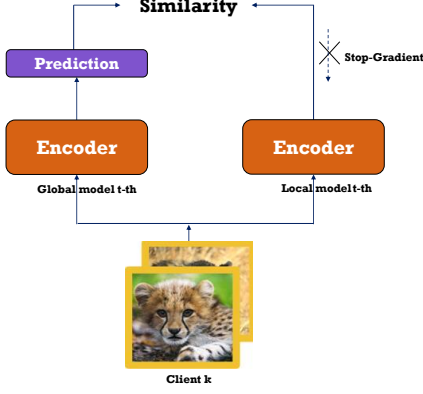 Similarity
Prediction
Stop-Gradient
Encoder
Encoder
Global model t-th
Local model t-th
Client k